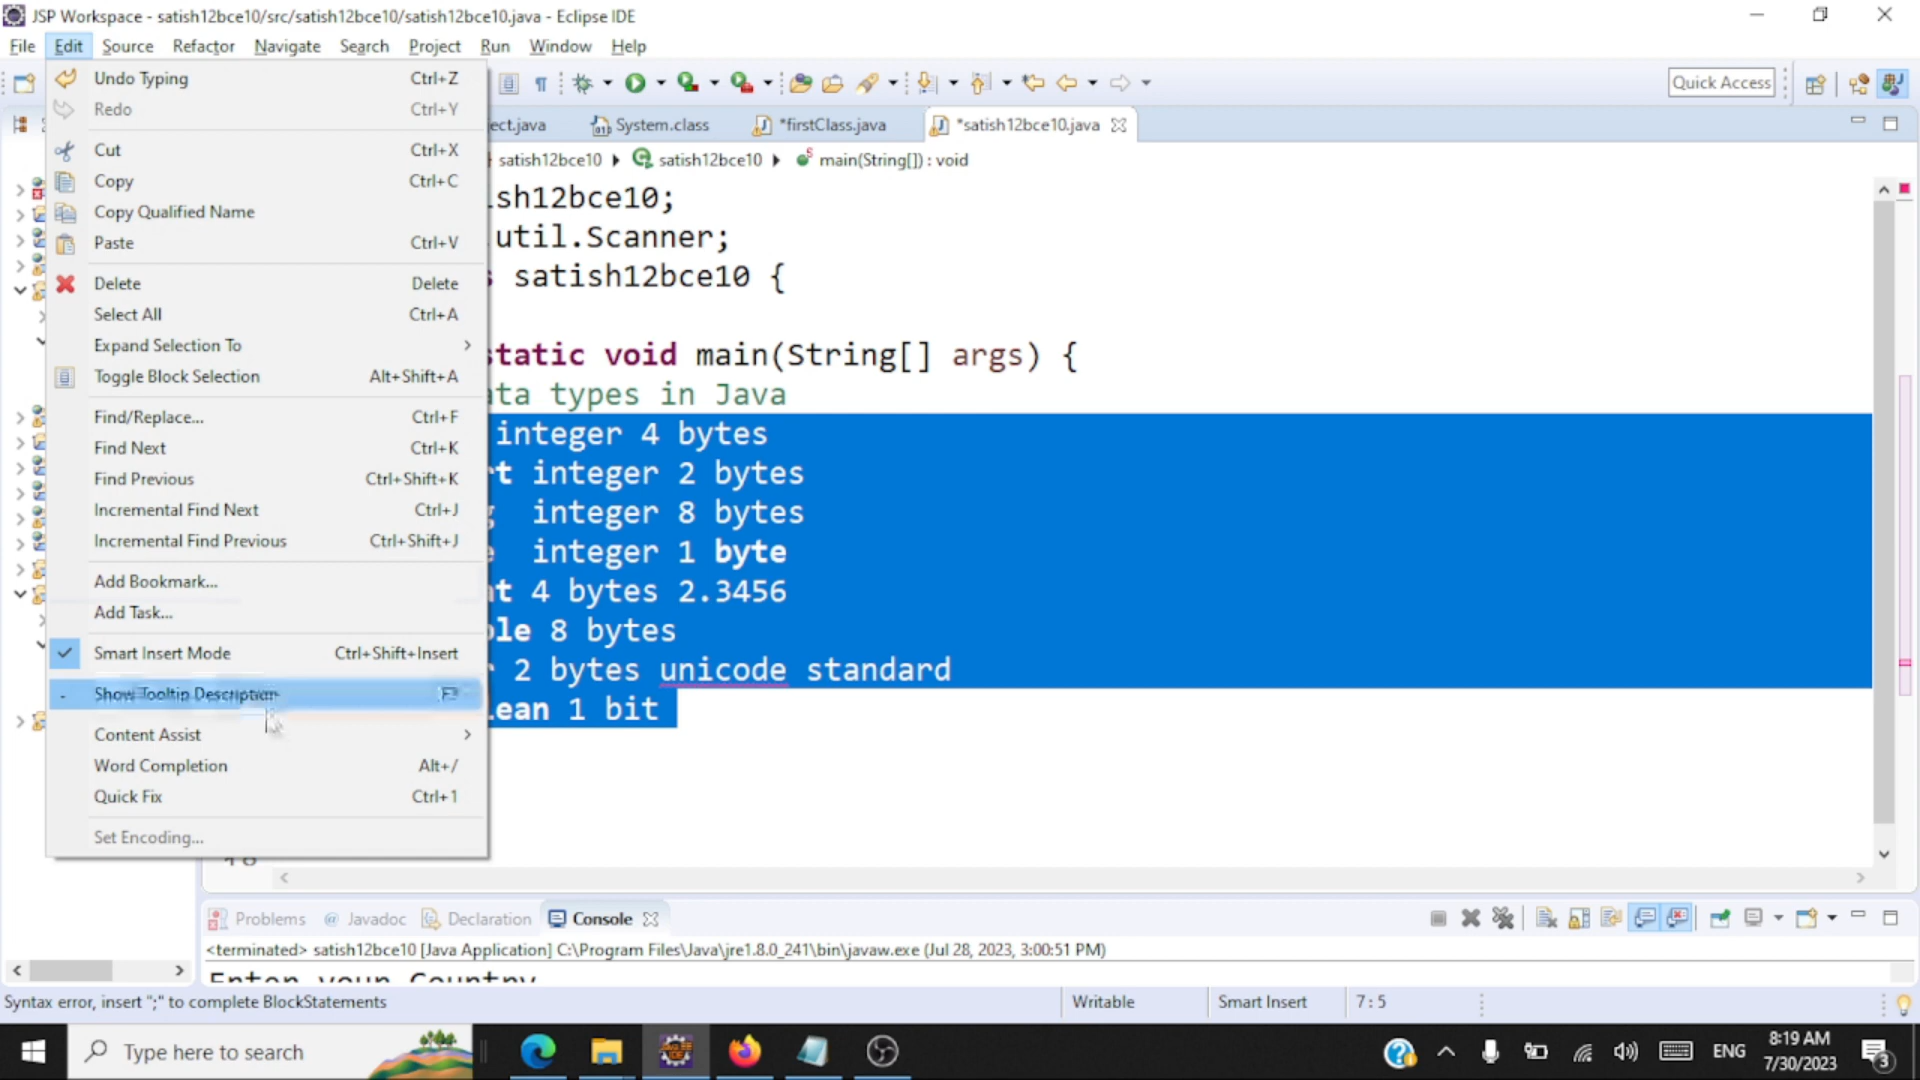 JSP Workspace - satish12bce10/src/satish12bce10/satish12bce10.java - Eclipse IDE
File Edit Source Refactor Navigate Search Project Run Window Help
Quick Access
Undo Typing Ctrl+Z
Redo Ctrl+Y
Cut Ctrl+X
Copy Ctrl+C
Copy Qualified Name
Paste Ctrl+V
Delete Delete
Select All Ctrl+A
Expand Selection To
Toggle Block Selection Alt+Shift+A
Find/Replace... Ctrl+F
Find Next Ctrl+K
Find Previous Ctrl+Shift+K
Incremental Find Next Ctrl+J
Incremental Find Previous Ctrl+Shift+J
Add Bookmark...
Add Task...
Smart Insert Mode Ctrl+Shift+Insert
Show Tooltip Description F2
Content Assist
Word Completion Alt+/
Quick Fix Ctrl+1
Set Encoding...
ect.java System.class *firstClass.java *satish12bce10.java
satish12bce10 satish12bce10 main(String[]) : void
sh12bce10;
.util.Scanner;
s satish12bce10 {
static void main(String[] args) {
ata types in Java
integer 4 bytes
rt integer 2 bytes
g integer 8 bytes
e integer 1 byte
at 4 bytes 2.3456
ble 8 bytes
r 2 bytes unicode standard
lean 1 bit
Problems Javadoc Declaration Console
<terminated> satish12bce10 [Java Application] C:\Program Files\Java\jre1.8.0_241\bin\javaw.exe (Jul 28, 2023, 3:00:51 PM)
Enter your Country
Syntax error, insert ";" to complete BlockStatements Writable Smart Insert 7 : 5
Type here to search
ENG
8:19 AM
7/30/2023
3